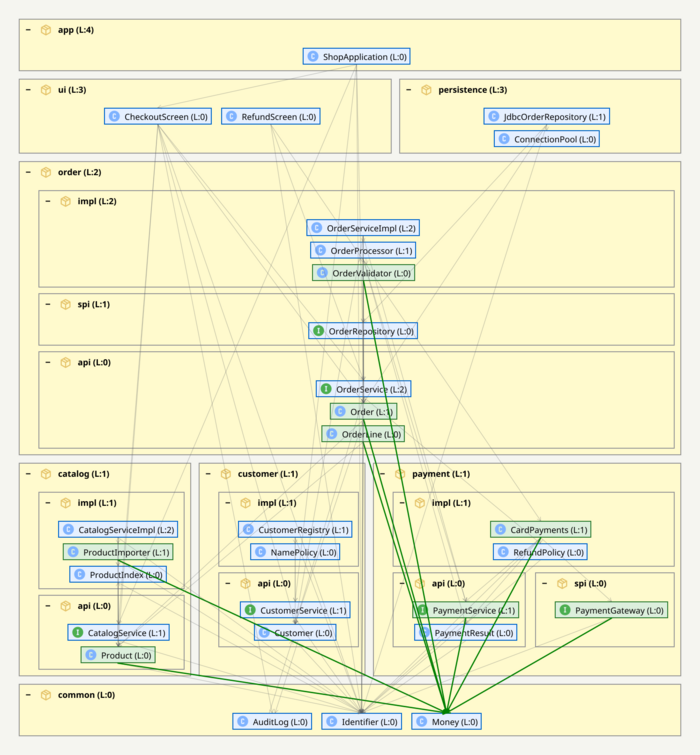 app (L:4)
C ShopApplication (L:0)
ui (L:3)
C CheckoutScreen (L:0)
C RefundScreen (L:0)
persistence (L:3)
C JdbcOrderRepository (L:1)
C ConnectionPool (L:0)
order (L:2)
impl (L:2)
C OrderServiceImpl (L:2)
C OrderProcessor (L:1)
C OrderValidator (L:0)
spi (L:1)
I OrderRepository (L:0)
api (L:0)
I OrderService (L:2)
C Order (L:1)
C OrderLine (L:0)
catalog (L:1)
impl (L:1)
C CatalogServiceImpl (L:2)
C ProductImporter (L:1)
C ProductIndex (L:0)
api (L:0)
I CatalogService (L:1)
C Product (L:0)
customer (L:1)
impl (L:1)
C CustomerRegistry (L:1)
C NamePolicy (L:0)
api (L:0)
I CustomerService (L:1)
C Customer (L:0)
payment (L:1)
impl (L:1)
C CardPayments (L:1)
C RefundPolicy (L:0)
api (L:0)
I PaymentService (L:1)
C PaymentResult (L:0)
spi (L:0)
I PaymentGateway (L:0)
common (L:0)
C AuditLog (L:0)
C Identifier (L:0)
C Money (L:0)